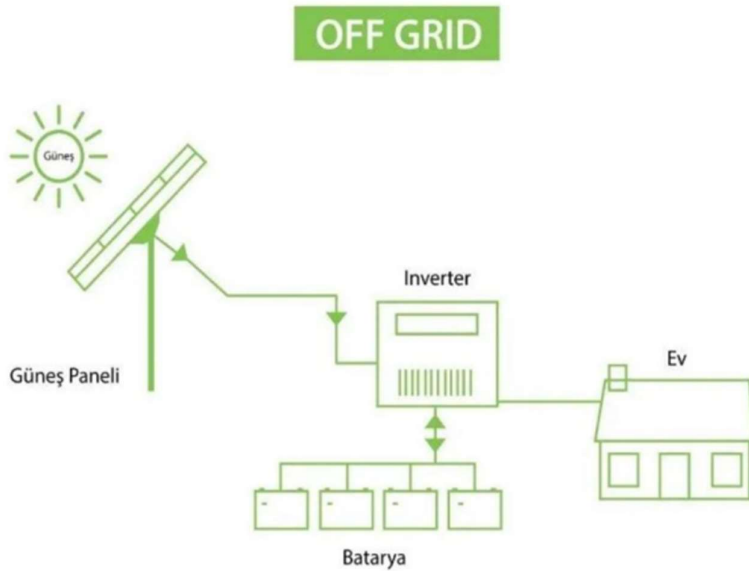 OFF GRID
Güneş
Inverter
Güneş Paneli
Ev
Batarya